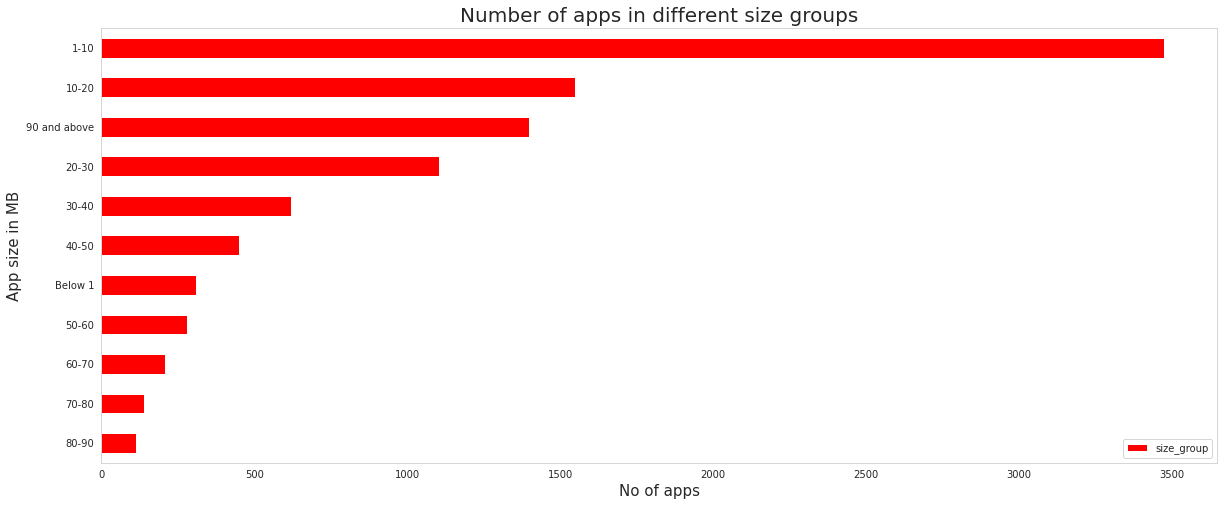 Number of apps in different size groups
1-10
10-20
90 and above
20-30
30-40
40-50
Below 1
50-60
60-70
70-80
80-90
App size in MB
size_group
0 500 1000 1500 2000 2500 3000 3500
No of apps